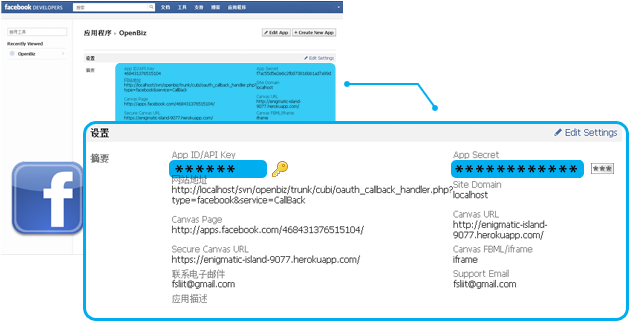 facebook DEVELOPERS
搜索
文档 工具 支持 博客 应用程序
搜寻工具
Recently Viewed
OpenBiz
应用程序 · OpenBiz
Edit App
+ Create New App
设置
Edit Settings
摘要
App ID/API Key
468431376515104
App Secret
网站地址
http://localhost/svn/openbiz/trunk/cubi/oauth_callback_handler.php?
type=facebook&service=CallBack
Site Domain
localhost
Canvas Page
http://apps.facebook.com/468431376515104/
Canvas URL
http://enigmatic-island-
9077.herokuapp.com/
Secure Canvas URL
https://enigmatic-island-9077.herokuapp.com/
Canvas FBML/iframe
iframe
设置
Edit Settings
摘要
App ID/API Key
******
App Secret
************
***
网站地址
http://localhost/svn/openbiz/trunk/cubi/oauth_callback_handler.php?
type=facebook&service=CallBack
Site Domain
localhost
Canvas Page
http://apps.facebook.com/468431376515104/
Canvas URL
http://enigmatic-island-
9077.herokuapp.com/
Secure Canvas URL
https://enigmatic-island-9077.herokuapp.com/
Canvas FBML/iframe
iframe
联系电子邮件
fsliit@gmail.com
Support Email
fsliit@gmail.com
应用描述